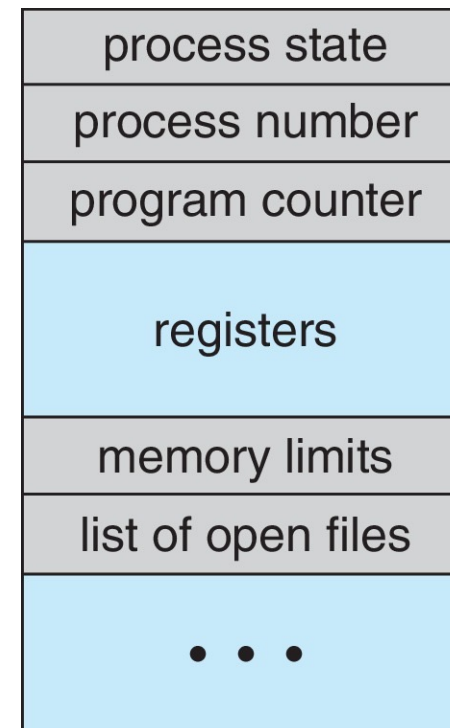 process state
process number
program counter
registers
memory limits
list of open files
• • •